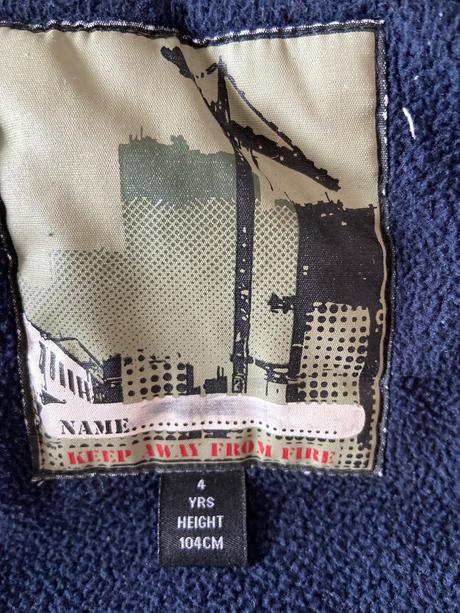 NAME
KEEP AWAY FROM FIRE
4
YRS
HEIGHT
104CM